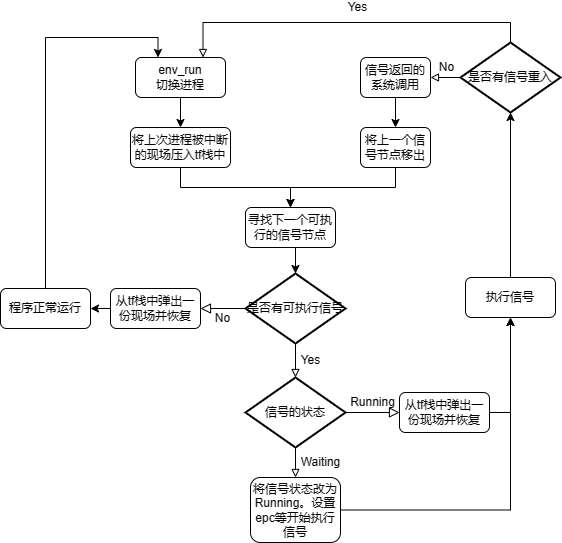 Yes
env_run
切换进程
信号返回的
系统调用
No
是否有信号重入
将上次进程被中断
的现场压入tf栈中
将上一个信
号节点移出
寻找下一个可执
行的信号节点
程序正常运行
从tf栈中弹出一
份现场并恢复
No
是否有可执行信号
执行信号
Yes
信号的状态
Running
从tf栈中弹出一
份现场并恢复
Waiting
将信号状态改为
Running。设置
epc等开始执行
信号